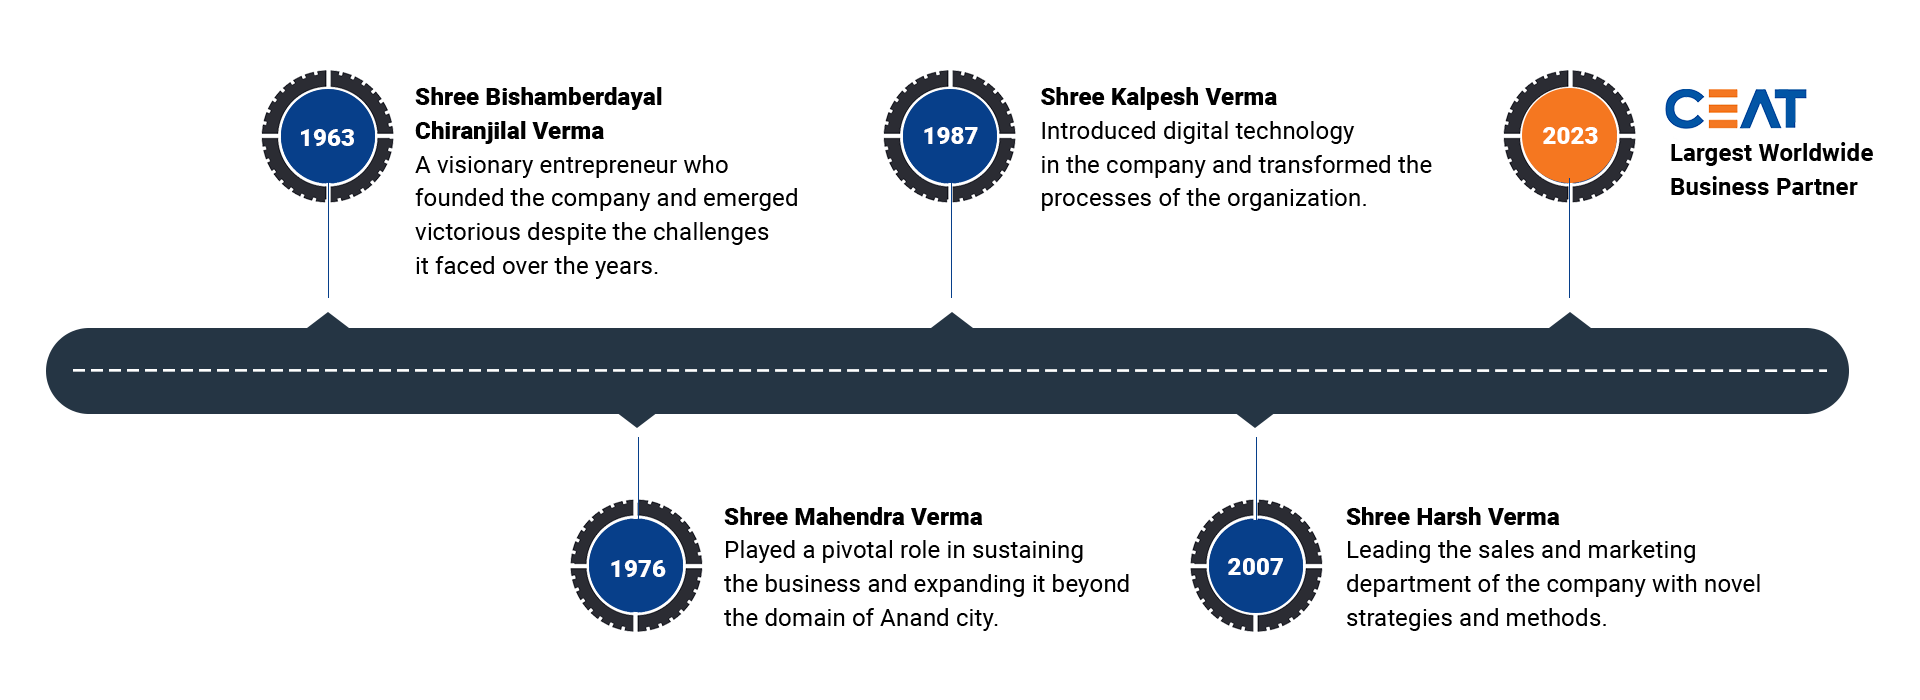 1963
Shree Bishamberdayal
Chiranjilal Verma
A visionary entrepreneur who
founded the company and emerged
victorious despite the challenges
it faced over the years.
1987
Shree Kalpesh Verma
Introduced digital technology
in the company and transformed the
processes of the organization.
2023
CEAT
Largest Worldwide
Business Partner
1976
Shree Mahendra Verma
Played a pivotal role in sustaining
the business and expanding it beyond
the domain of Anand city.
2007
Shree Harsh Verma
Leading the sales and marketing
department of the company with novel
strategies and methods.